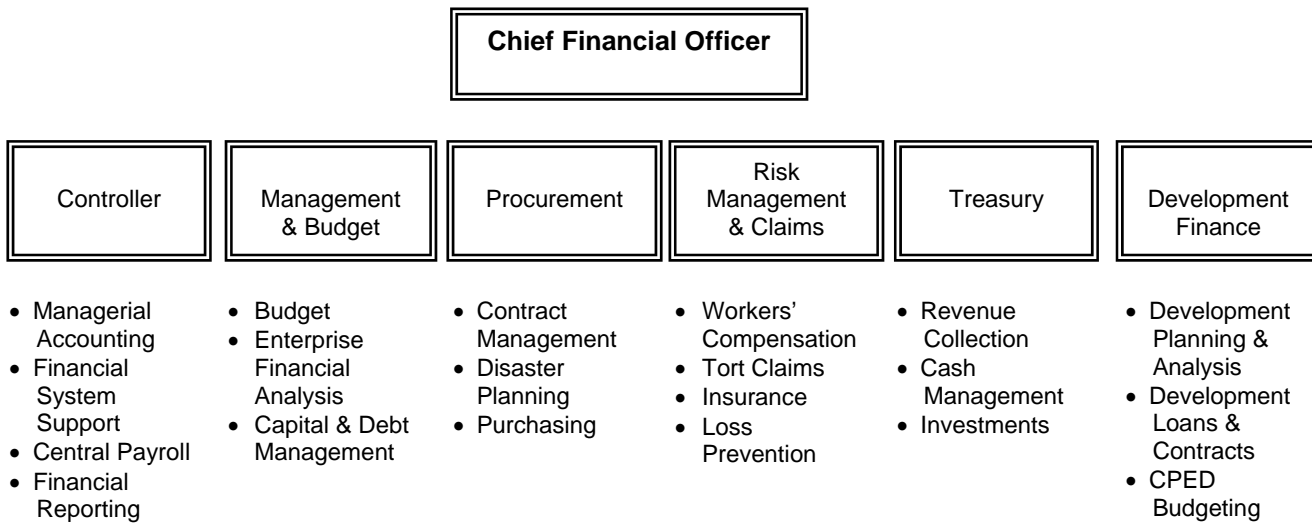 Chief Financial Officer
Controller
Management
& Budget
Procurement
Risk
Management
& Claims
Treasury
Development
Finance
• Managerial
Accounting
• Financial
System
Support
• Central Payroll
• Financial
Reporting
• Budget
• Enterprise
Financial
Analysis
• Capital & Debt
Management
• Contract
Management
• Disaster
Planning
• Purchasing
• Workers’
Compensation
• Tort Claims
• Insurance
• Loss
Prevention
• Revenue
Collection
• Cash
Management
• Investments
• Development
Planning &
Analysis
• Development
Loans &
Contracts
• CPED
Budgeting